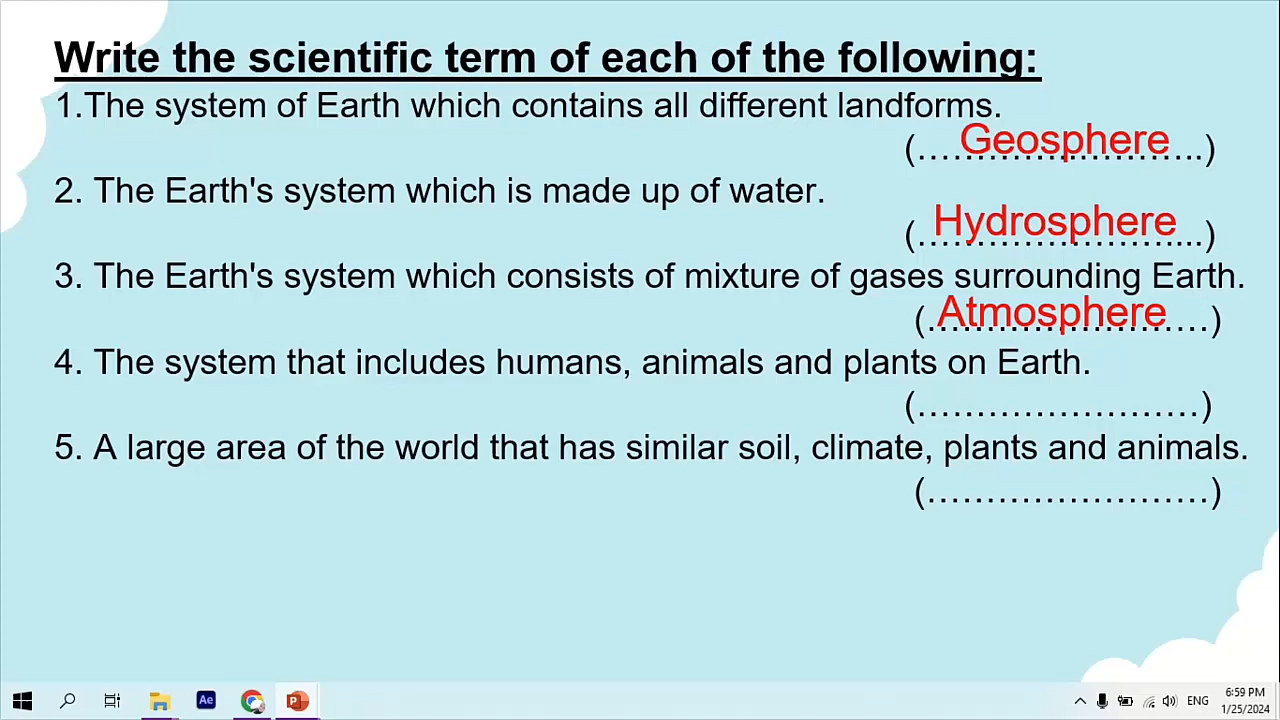 Write the scientific term of each of the following:
1.The system of Earth which contains all different landforms.
(……Geosphere……..)
2. The Earth's system which is made up of water.
(……Hydrosphere…....)
3. The Earth's system which consists of mixture of gases surrounding Earth.
(.……Atmosphere……)
4. The system that includes humans, animals and plants on Earth.
(……………………)
5. A large area of the world that has similar soil, climate, plants and animals.
(……………………)
Ae
P
ENG
6:59 PM
1/25/2024